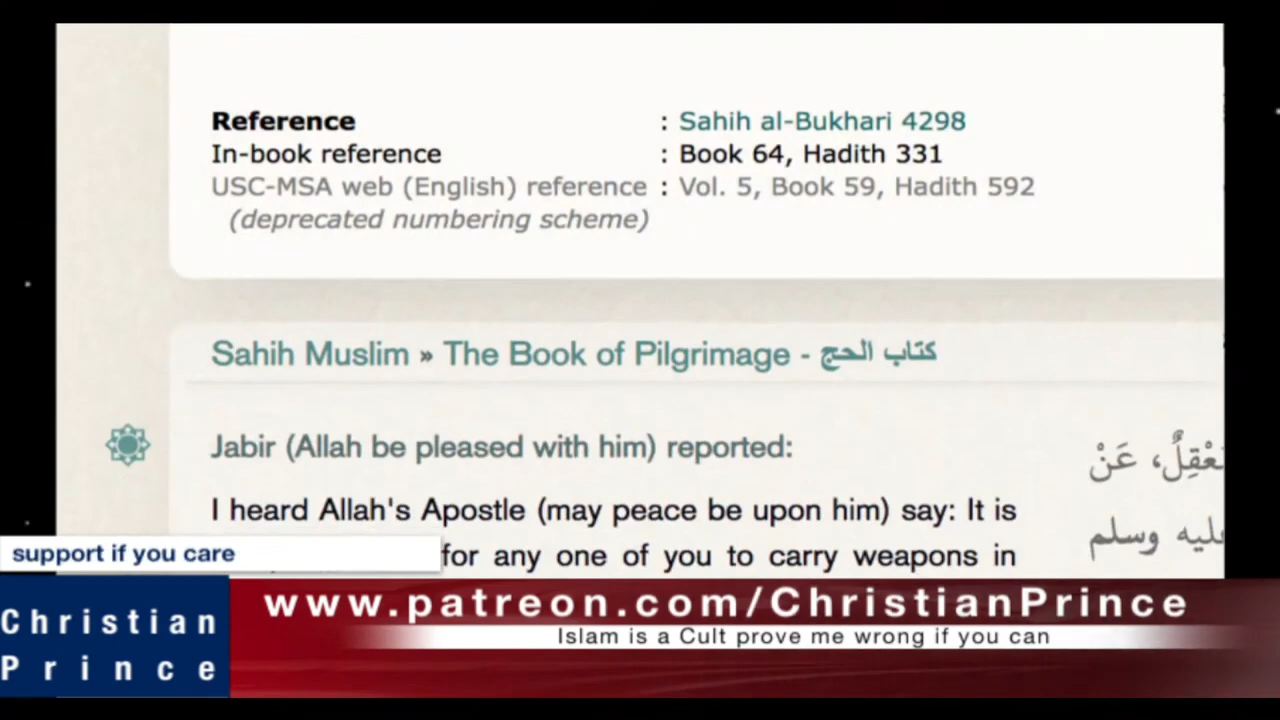 Reference : Sahih al-Bukhari 4298
In-book reference : Book 64, Hadith 331
USC-MSA web (English) reference : Vol. 5, Book 59, Hadith 592
(deprecated numbering scheme)
Sahih Muslim » The Book of Pilgrimage - كتاب الحج
Jabir (Allah be pleased with him) reported:
I heard Allah's Apostle (may peace be upon him) say: It is
for any one of you to carry weapons in
عَنْ
وسلم
support if you care
Christian
Prince
www.patreon.com/ChristianPrince
Islam is a Cult prove me wrong if you can